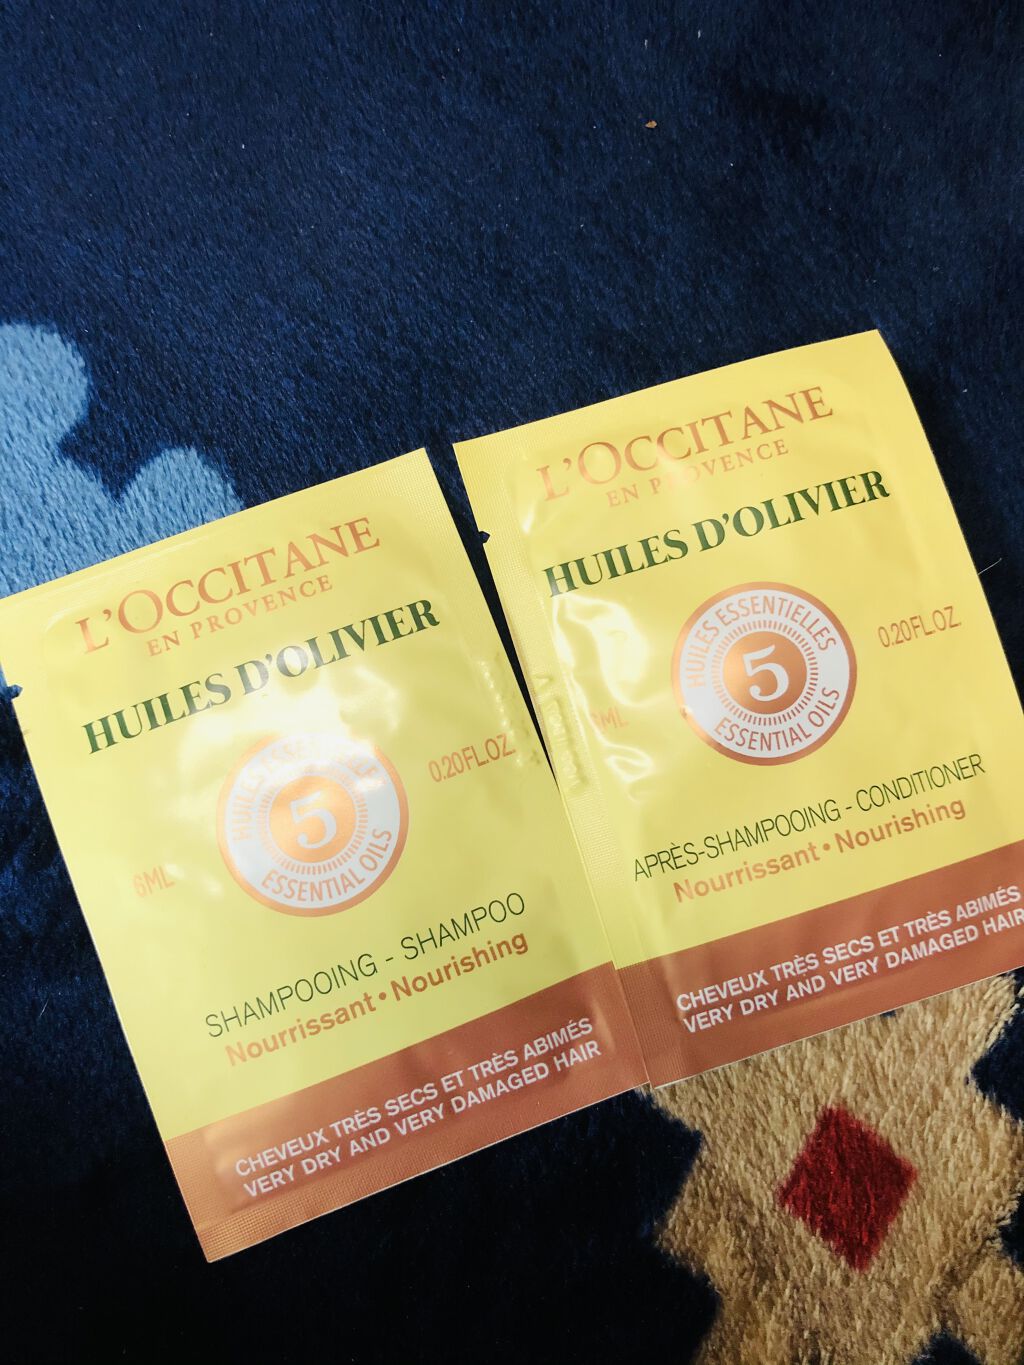 L'OCCITANE
EN PROVENCE
HUILES D'OLIVIER
HUILES ESSENTIELLES
5
ESSENTIAL OILS
6ML
0.20FL.OZ
SHAMPOOING - SHAMPOO
Nourrissant • Nourishing
CHEVEUX TRÈS SECS ET TRÈS ABIMÉS
VERY DRY AND VERY DAMAGED HAIR
L'OCCITANE
EN PROVENCE
HUILES D'OLIVIER
HUILES ESSENTIELLES
5
ESSENTIAL OILS
6ML
0.20FL.OZ
APRÈS-SHAMPOOING - CONDITIONER
Nourrissant • Nourishing
CHEVEUX TRÈS SECS ET TRÈS ABIMÉS
VERY DRY AND VERY DAMAGED HAIR